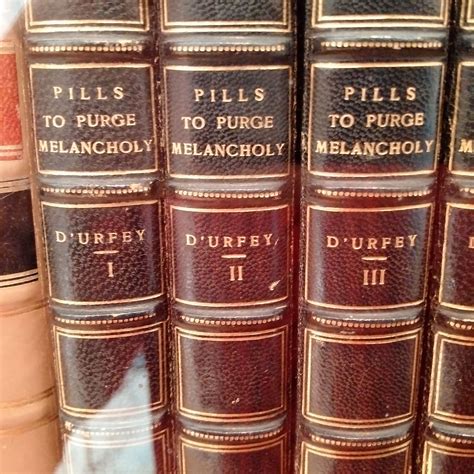 PILLS
TO PURGE
MELANCHOLY
D'URFEY
I
PILLS
TO PURGE
MELANCHOLY
D'URFEY
II
PILLS
TO PURGE
MELANCHOLY
D'URFEY
III